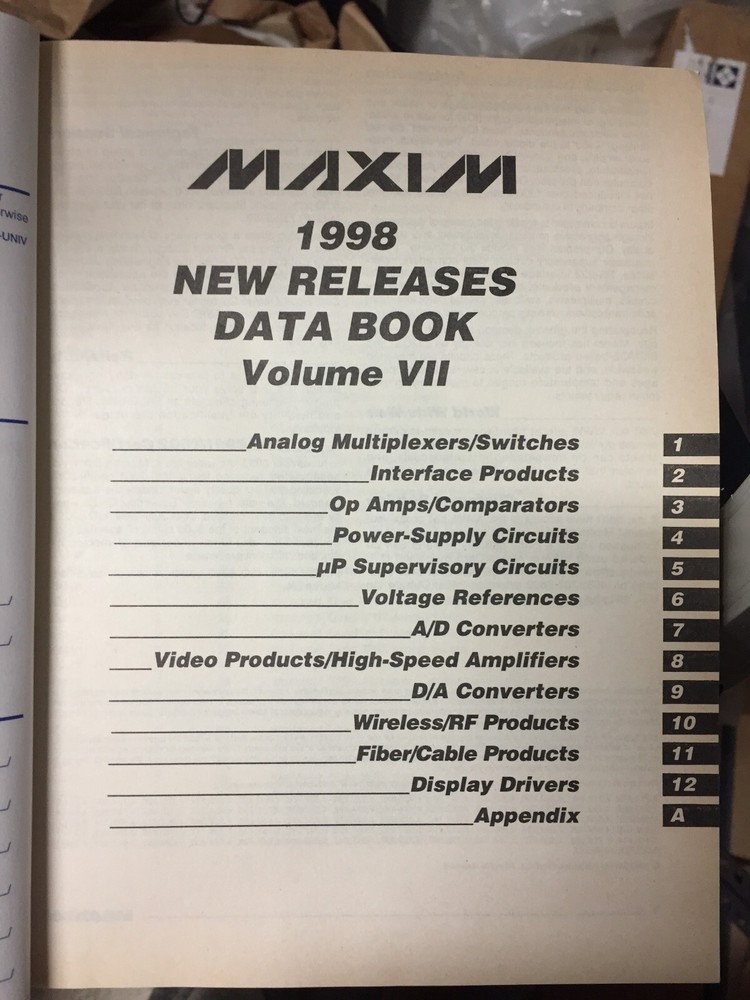 rwise
-UNIV
MAXIM
1998
NEW RELEASES
DATA BOOK
Volume VII
Analog Multiplexers/Switches 1
Interface Products 2
Op Amps/Comparators 3
Power-Supply Circuits 4
µP Supervisory Circuits 5
Voltage References 6
A/D Converters 7
Video Products/High-Speed Amplifiers 8
D/A Converters 9
Wireless/RF Products 10
Fiber/Cable Products 11
Display Drivers 12
Appendix A